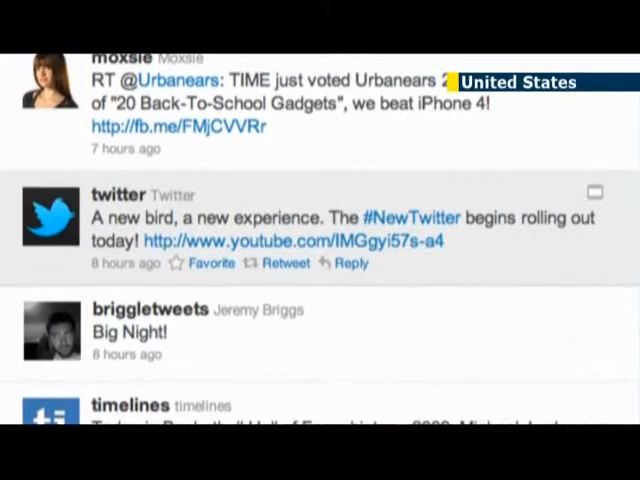 moxsie Moxsie
United States
RT @Urbanears: TIME just voted Urbanears
of "20 Back-To-School Gadgets", we beat iPhone 4!
http://fb.me/FMjCVVRr
7 hours ago
twitter Twitter
A new bird, a new experience. The #NewTwitter begins rolling out
today! http://www.youtube.com/IMGgyi57s-a4
8 hours ago Favorite Retweet Reply
briggletweets Jeremy Briggs
Big Night!
8 hours ago
timelines timelines